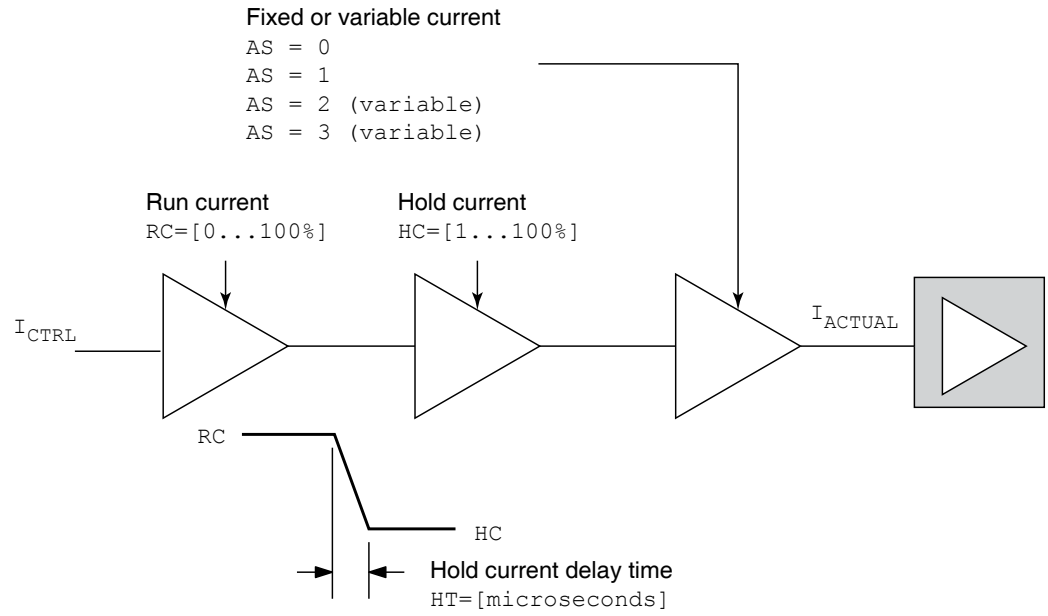 Fixed or variable current
AS = 0
AS = 1
AS = 2 (variable)
AS = 3 (variable)
Run current
RC=[0...100%]
Hold current
HC=[1...100%]
ICTRL
IACTUAL
RC
HC
Hold current delay time
HT=[microseconds]